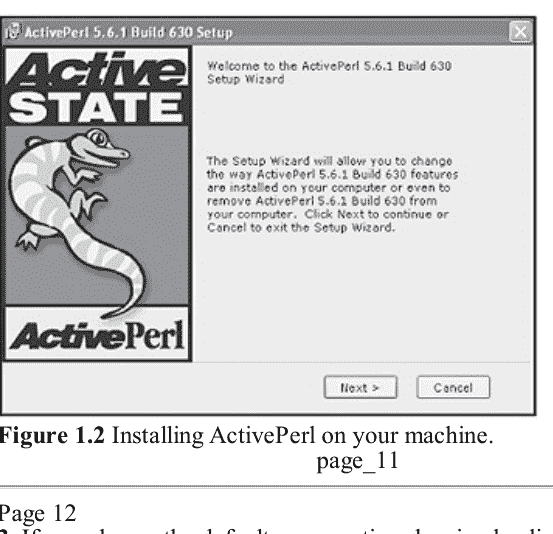 ActivePerl 5.6.1 Build 630 Setup
Active
STATE
ActivePerl
Welcome to the ActivePerl 5.6.1 Build 630
Setup Wizard
The Setup Wizard will allow you to change
the way ActivePerl 5.6.1 Build 630 features
are installed on your computer or even to
remove ActivePerl 5.6.1 Build 630 from
your computer. Click Next to continue or
Cancel to exit the Setup Wizard.
Next >
Cancel
Figure 1.2 Installing ActivePerl on your machine.
page_11
Page 12